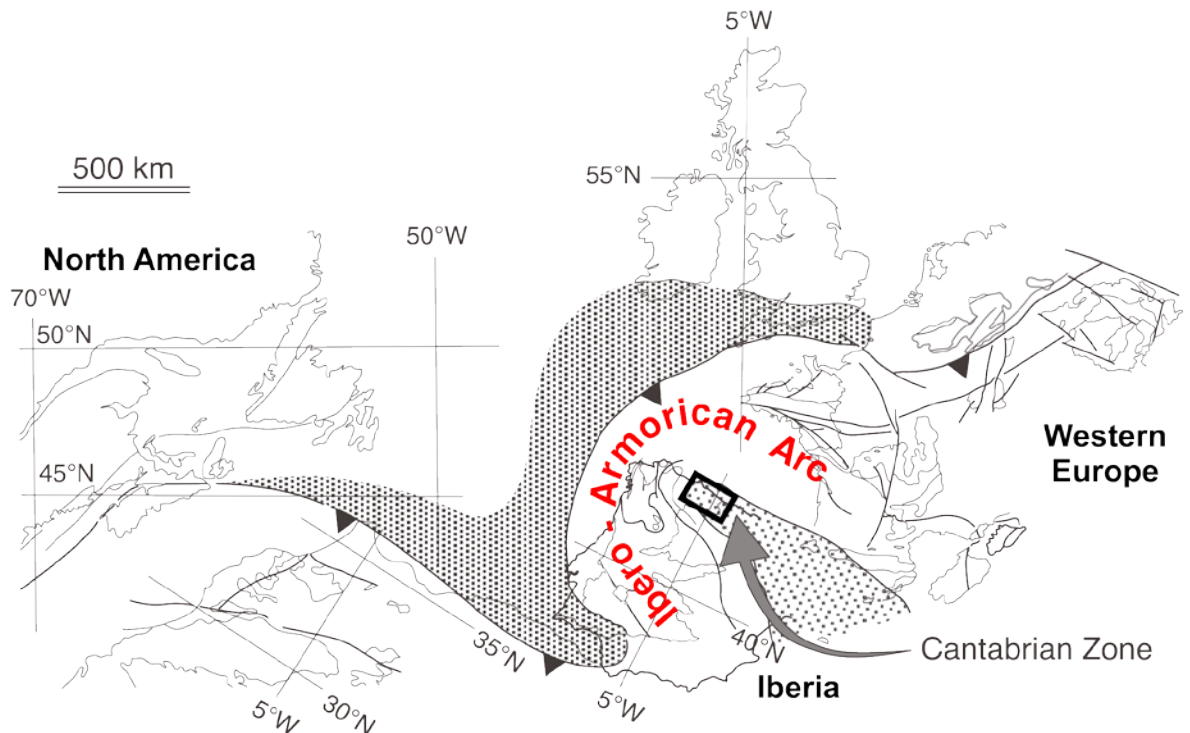 5°W
500 km
55°N
50°W
North America
70°W
50°N
Ibero - Armorican Arc
Western
Europe
45°N
35°N
40°N
Cantabrian Zone
Iberia
30°N
5°W
5°W